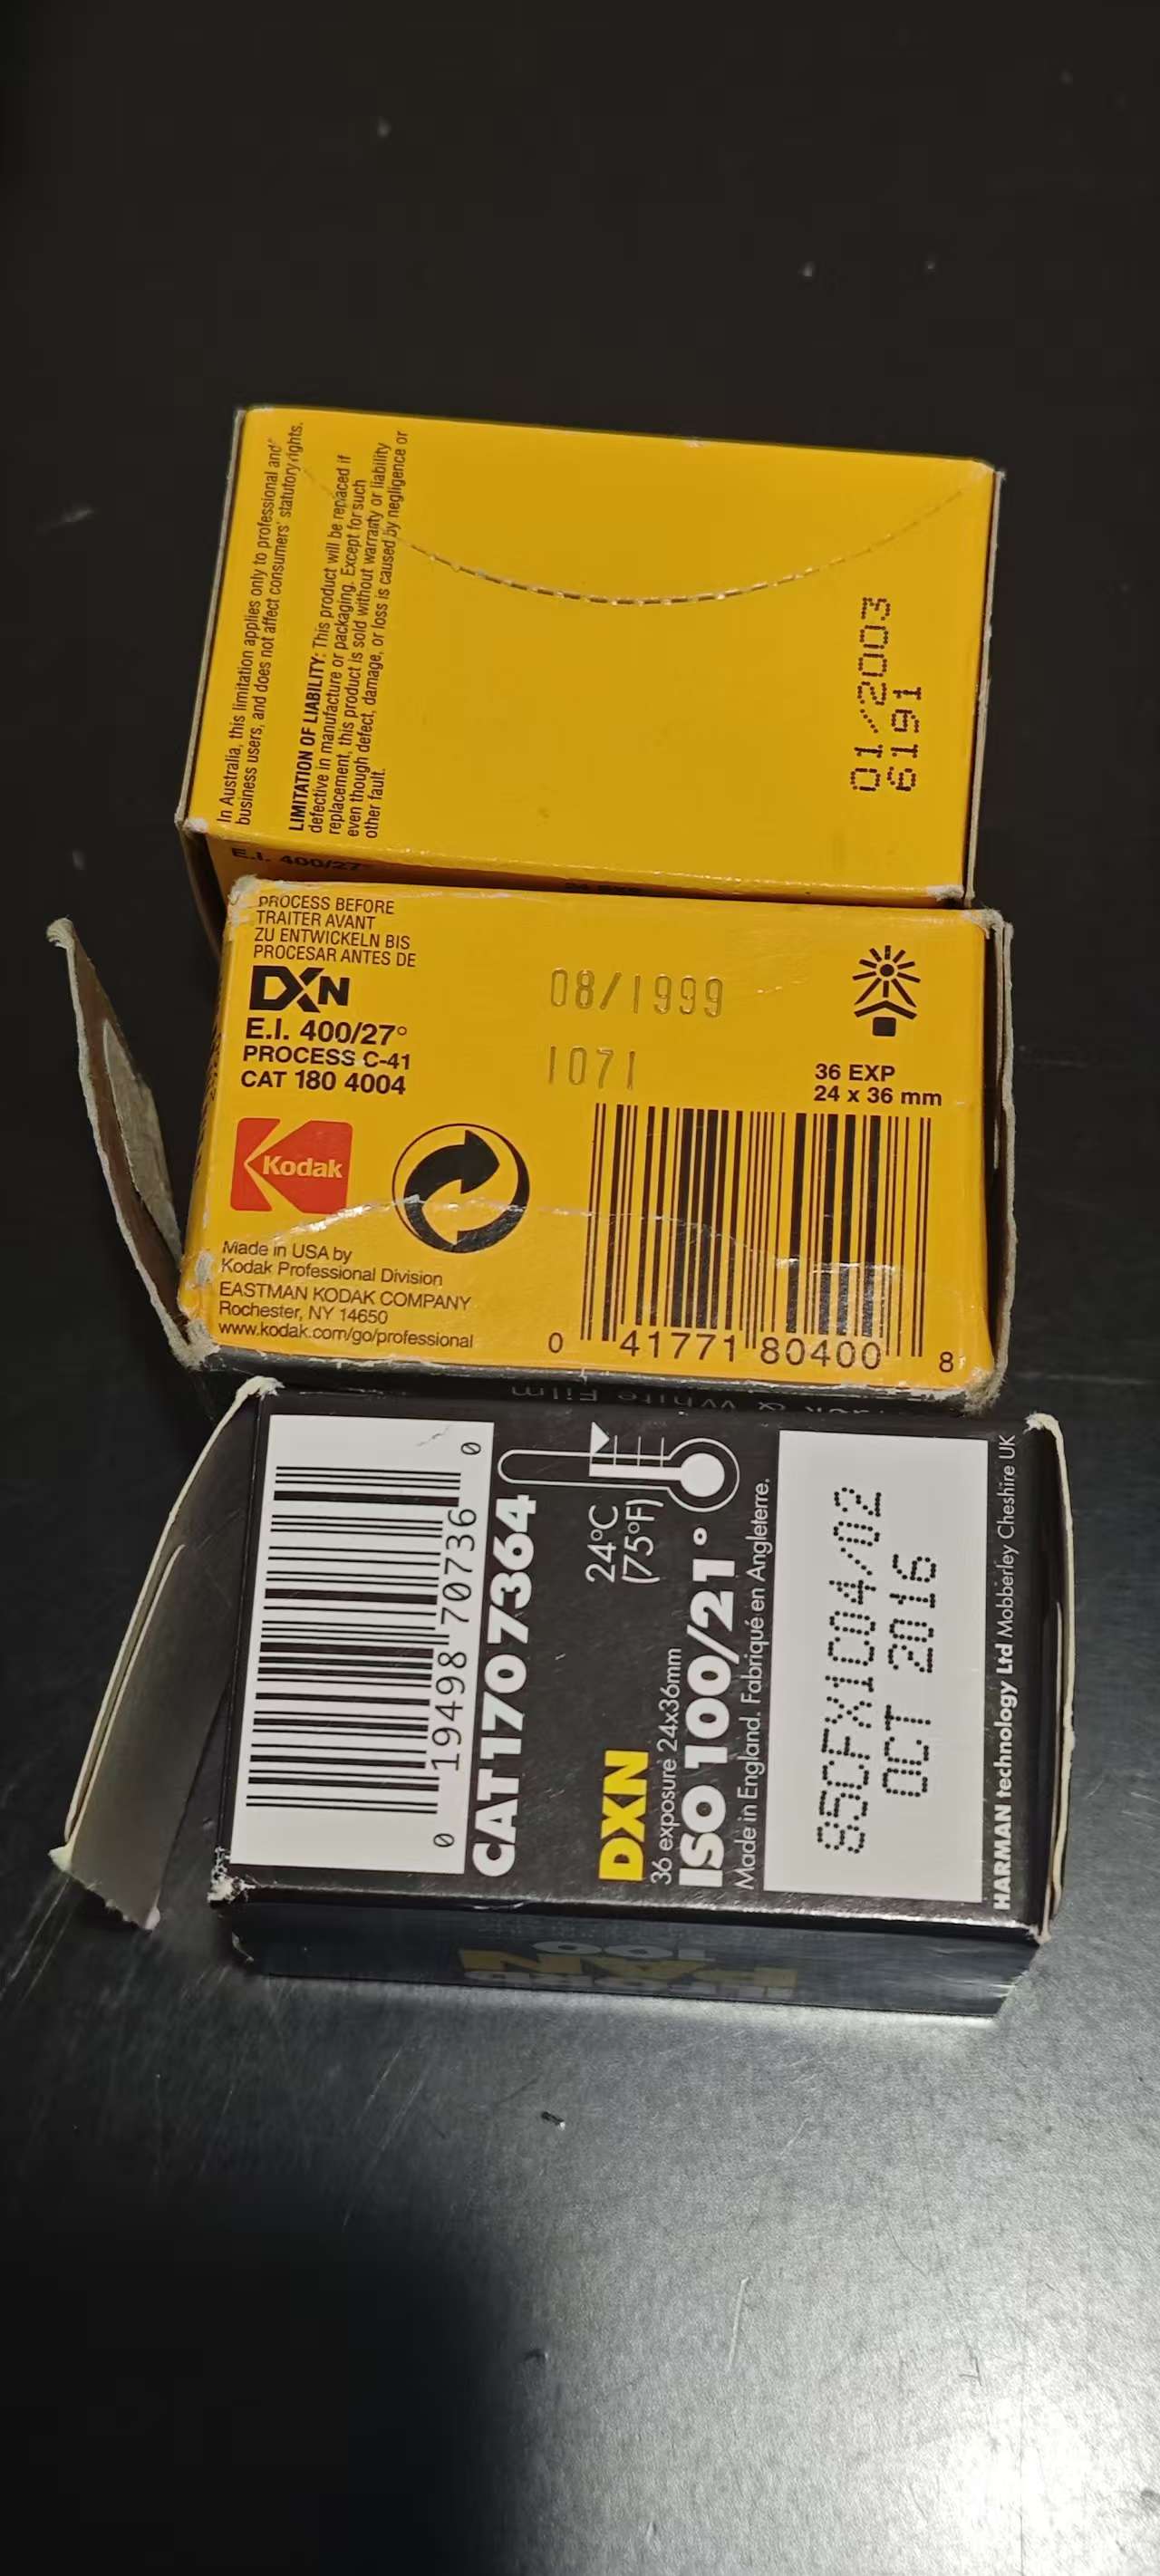 In Australia, this limitation applies only to professional and
business users, and does not affect consumers' statutory rights.
LIMITATION OF LIABILITY: This product will be replaced if
defective in manufacture or packaging. Except for such
replacement, this product is sold without warranty or liability
even though defect, damage, or loss is caused by negligence or
other fault.
01/2003
6191
E.I. 400/27°
24 EXP
PROCESS BEFORE
TRAITER AVANT
ZU ENTWICKELN BIS
PROCESAR ANTES DE
DXN
E.I. 400/27°
PROCESS C-41
CAT 180 4004
08/1999
1071
36 EXP
24 x 36 mm
Kodak
Made in USA by
Kodak Professional Division
EASTMAN KODAK COMPANY
Rochester, NY 14650
www.kodak.com/go/professional
0 41771 80400 8
& White Film
0 19498 70736 0
CAT 170 7364
24°C
(75°F)
DXN
36 exposure 24x36mm
ISO 100/21°
Made in England. Fabriqué en Angleterre.
85CFX1C04/02
OCT 2016
HARMAN technology Ltd Mobberley Cheshire UK
PAN
100